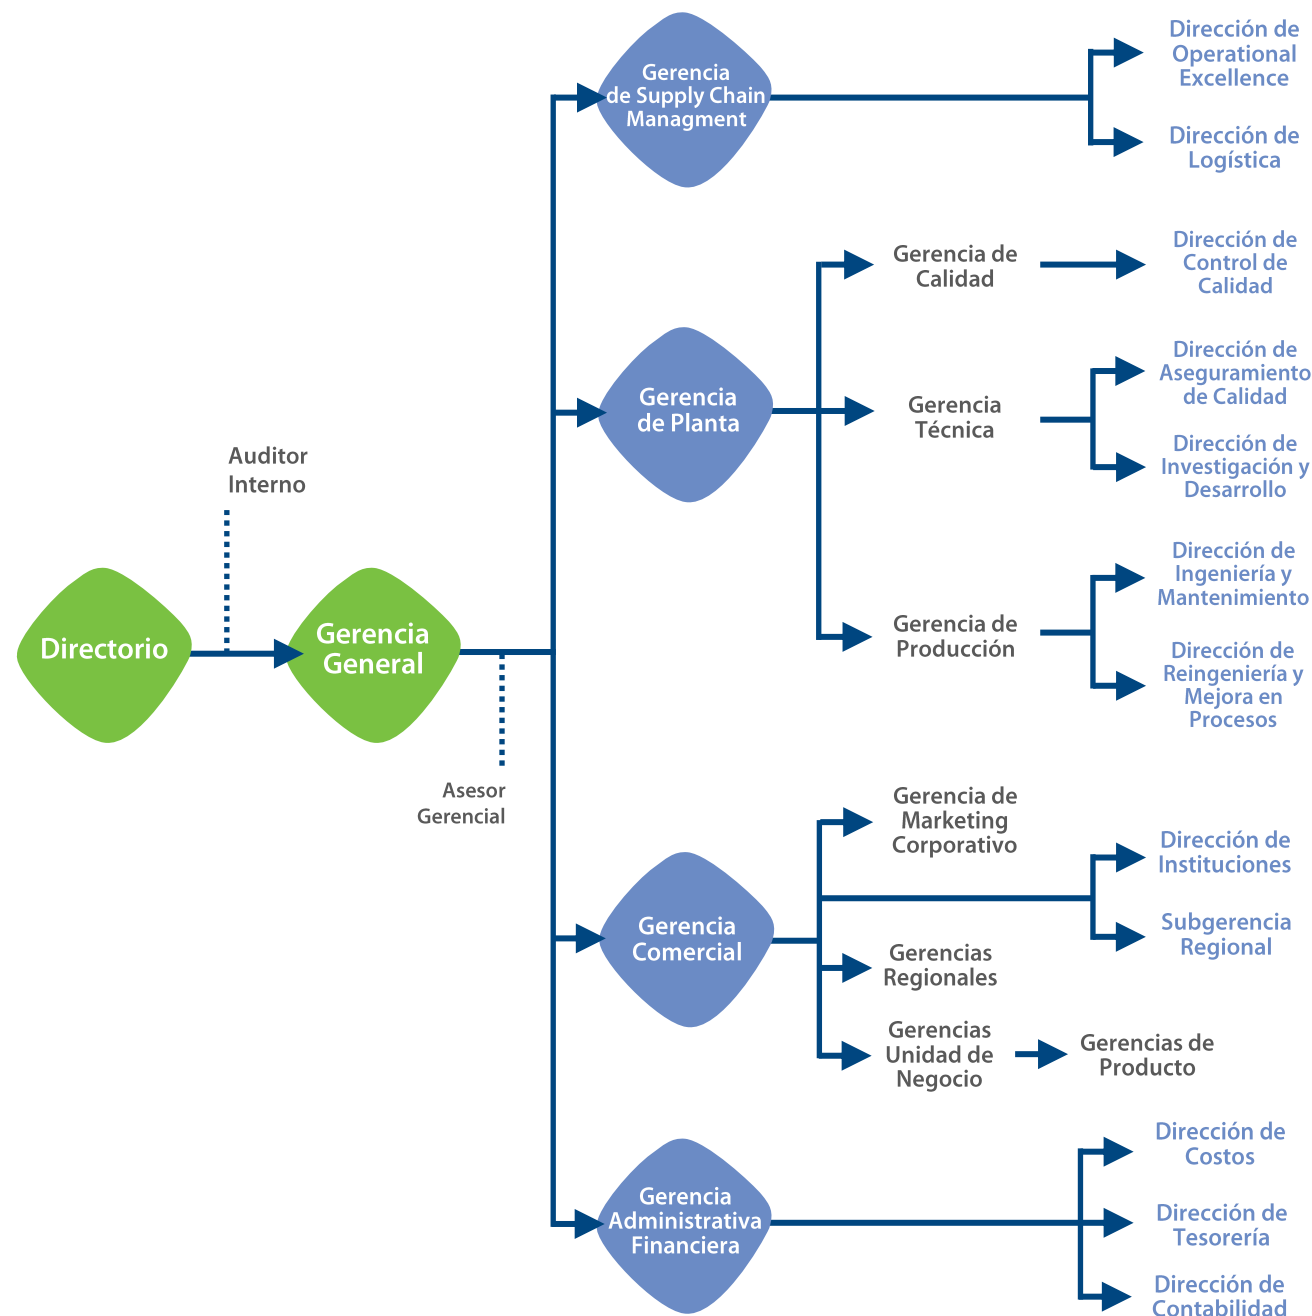 Dirección de
Operational
Excellence
Gerencia
de Supply Chain
Managment
Dirección de
Logística
Gerencia de
Calidad
Dirección de
Control de
Calidad
Dirección de
Aseguramiento
de Calidad
Gerencia
de Planta
Gerencia
Técnica
Dirección de
Investigación y
Desarrollo
Auditor
Interno
Dirección de
Ingeniería y
Mantenimiento
Gerencia de
Producción
Dirección de
Reingeniería y
Mejora en
Procesos
Directorio
Gerencia
General
Asesor
Gerencial
Gerencia de
Marketing
Corporativo
Dirección de
Instituciones
Gerencia
Comercial
Subgerencia
Regional
Gerencias
Regionales
Gerencias
Unidad de
Negocio
Gerencias de
Producto
Dirección de
Costos
Gerencia
Administrativa
Financiera
Dirección de
Tesorería
Dirección de
Contabilidad